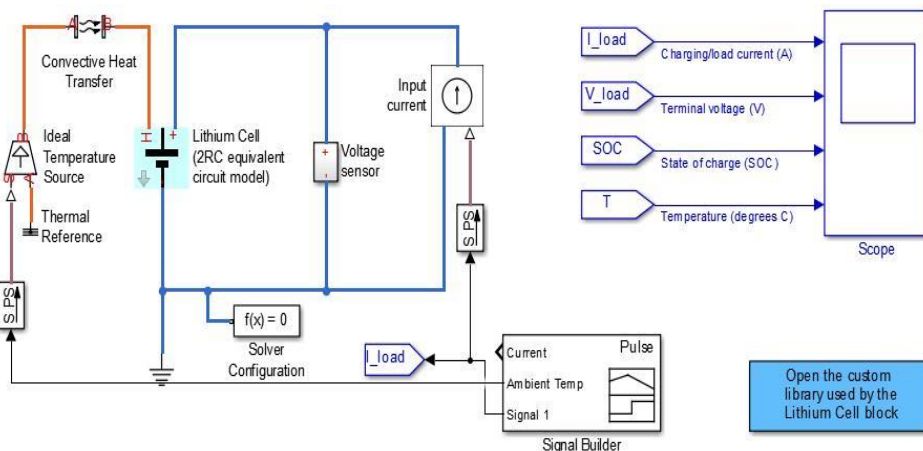 A B
Convective Heat
Transfer
B
Ideal
Temperature
Source
S A
Thermal
Reference
S PS
H +
Lithium Cell
(2RC equivalent
circuit model)
+
-
Voltage
sensor
Input
current
S PS
f(x) = 0
Solver
Configuration
I_load
Current
Pulse
Ambient Temp
Signal 1
Signal Builder
I_load
Charging/load current (A)
V_load
Terminal voltage (V)
SOC
State of charge (SOC)
T
Temperature (degrees C)
Scope
Open the custom
library used by the
Lithium Cell block